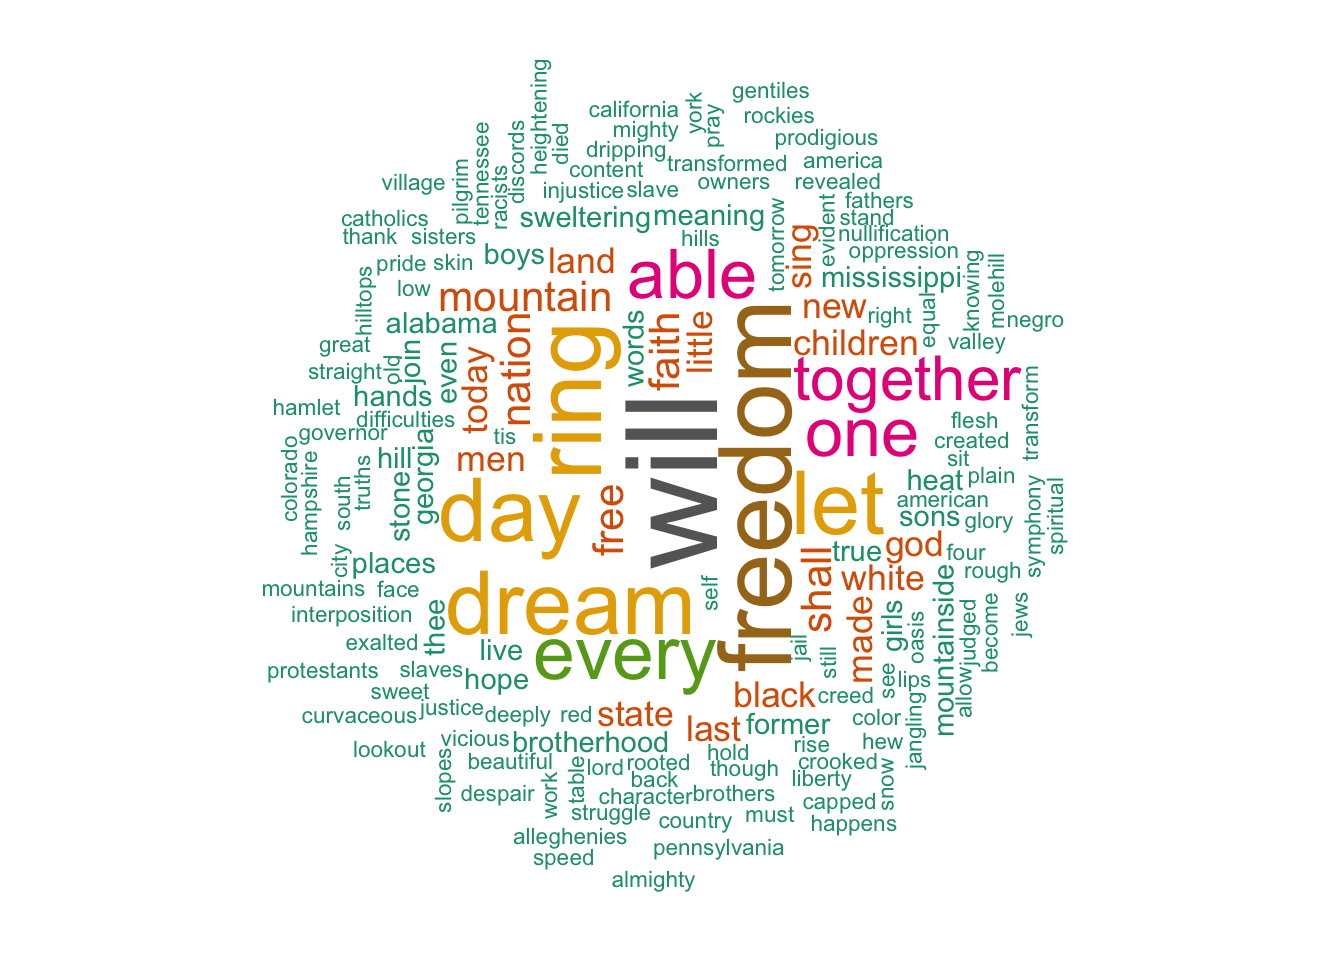 gentiles
heightening
california
york
rockies
mighty
pray
prodigious
tennessee
discords
died
dripping
transformed
america
village
pilgrim
racists
content
injustice
slave
owners
revealed
fathers
catholics
sweltering
meaning
tomorrow
evident
stand
thank
sisters
hills
sing
nullification
oppression
pride
skin
boys
land
able
mississippi
knowing
molehill
low
hilltops
mountain
new
right
equal
negro
alabama
ring
words
faith
little
freedom
children
valley
great
old
join
even
today
nation
together
straight
hands
will
one
flesh
transform
hamlet
difficulties
governor
tis
created
colorado
hampshire
hill
georgia
men
sit
plain
heat
south
truths
stone
day
free
let
american
sons
glory
symphony
spiritual
city
places
true
god
four
rough
shall
white
mountains
face
dream
self
made
girls
oasis
mountainside
judged
become
jews
interposition
thee
exalted
live
every
jail
still
see
allow
protestants
slaves
hope
lips
sweet
black
creed
curvaceous
justice
deeply
red
state
last
former
color
jangling
lookout
vicious
brotherhood
hold
rise
hew
slopes
beautiful
work
table
lord
rooted
though
crooked
back
liberty
snow
despair
character
brothers
capped
struggle
country
must
happens
alleghenies
speed
pennsylvania
almighty